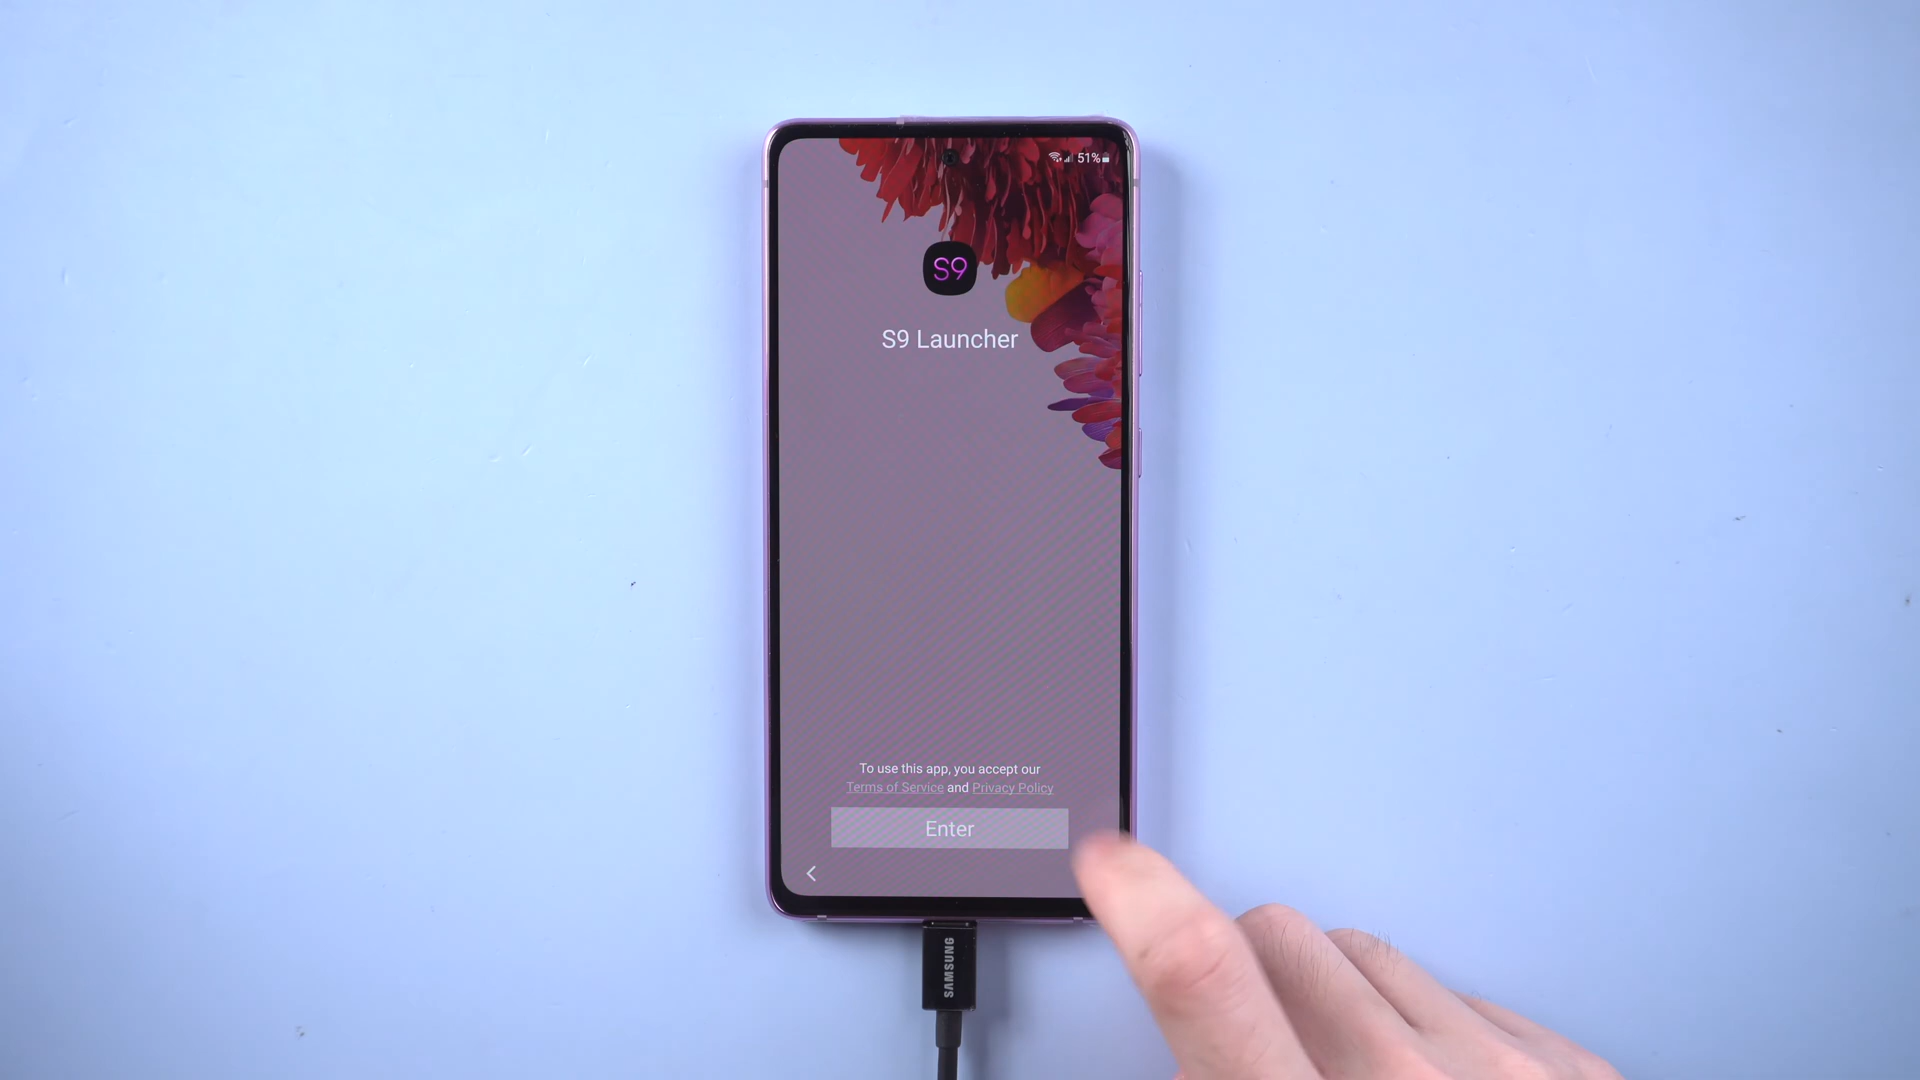 51%
S9
S9 Launcher
To use this app, you accept our
Terms of Service and Privacy Policy
Enter
SAMSUNG